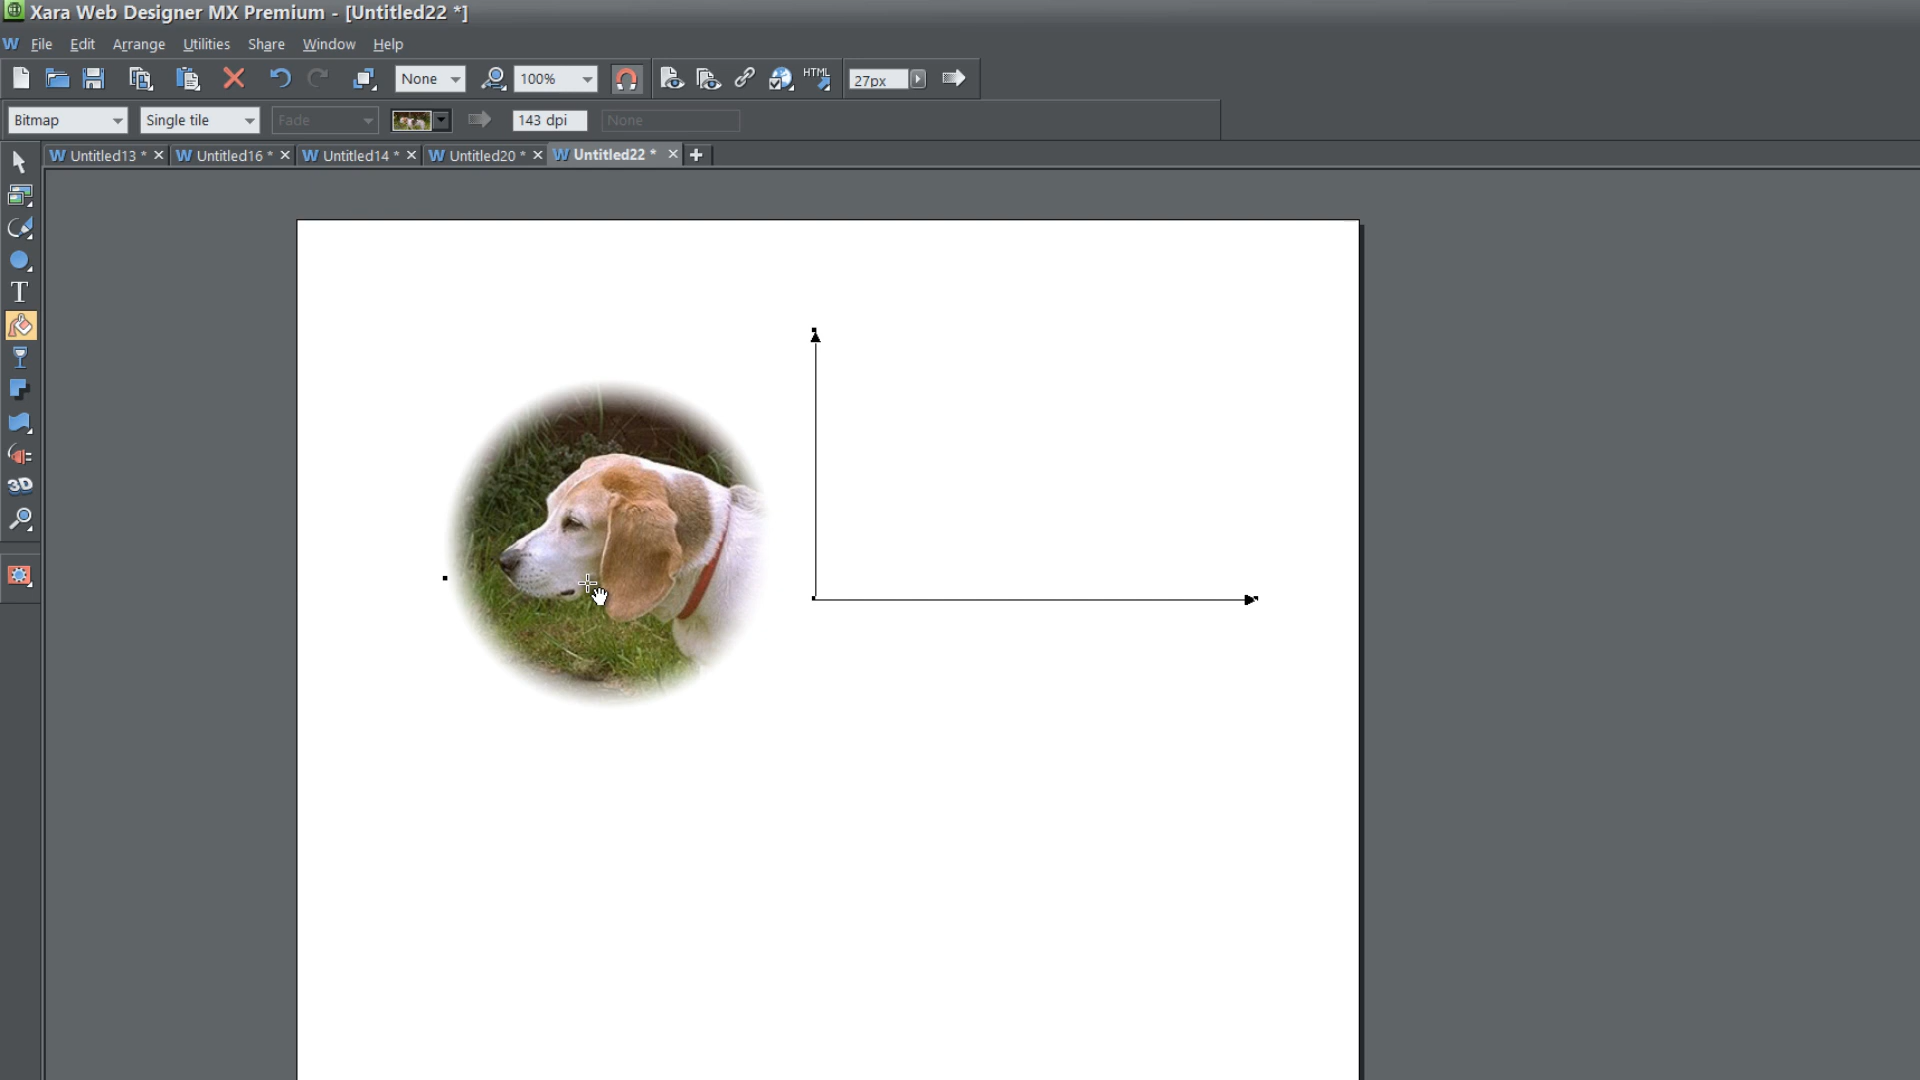 Xara Web Designer MX Premium - [Untitled22 *]
W File Edit Arrange Utilities Share Window Help
None 100% HTML 27px
Bitmap Single tile Fade 143 dpi None
W Untitled13 * W Untitled16 * W Untitled14 * W Untitled20 * W Untitled22 *
T
3D